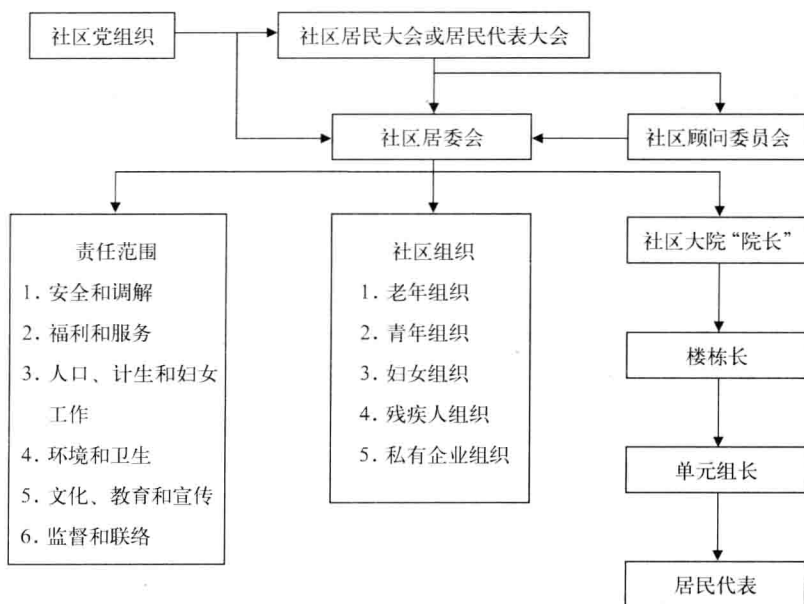 社区党组织
社区居民大会或居民代表大会
社区居委会
社区顾问委员会
责任范围
1. 安全和调解
2. 福利和服务
3. 人口、计生和妇女
工作
4. 环境和卫生
5. 文化、教育和宣传
6. 监督和联络
社区组织
1. 老年组织
2. 青年组织
3. 妇女组织
4. 残疾人组织
5. 私有企业组织
社区大院“院长”
楼栋长
单元组长
居民代表